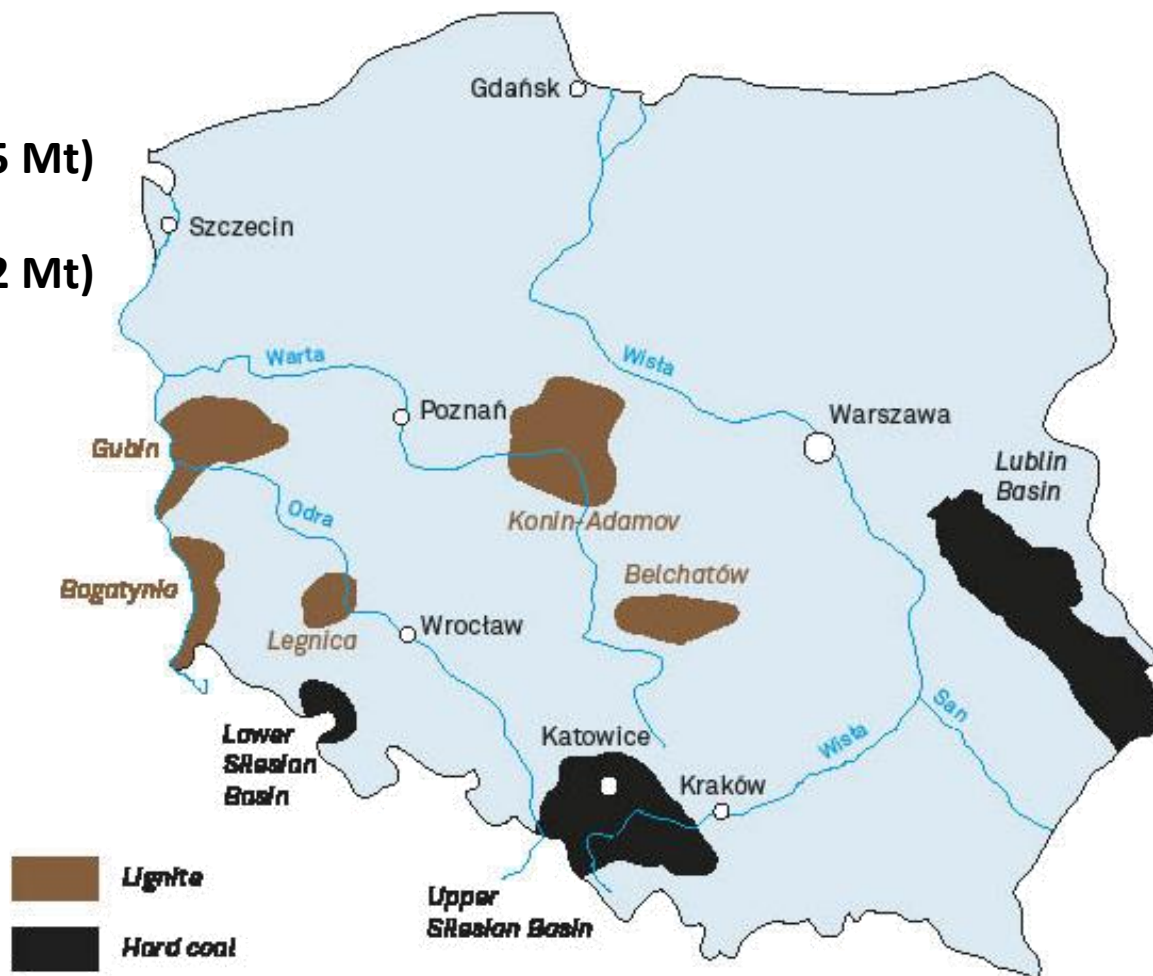 Gdańsk
5 Mt)
Szczecin
2 Mt)
Warta
Wisła
Poznań
Warszawa
Gubin
Lublin
Basin
Odra
Konin-Adamov
Bogatynia
Belchatów
Legnica
Wrocław
San
Lower
Silesian
Basin
Katowice
Wisła
Kraków
Lignite
Upper
Silesian Basin
Hard coal